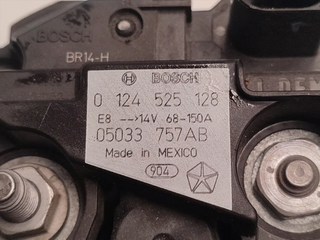 BOSCH
BR14-H
BOSCH
0 124 525 128
E8 -->14V 68-150A
05033 757AB
Made in MEXICO
904